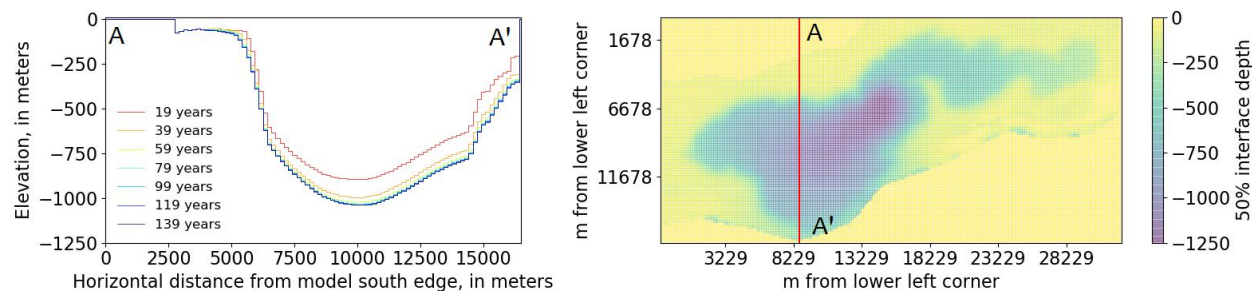 A
A'
0
−250
−500
−750
−1000
−1250
Elevation, in meters
19 years
39 years
59 years
79 years
99 years
119 years
139 years
0
2500
5000
7500
10000
12500
15000
Horizontal distance from model south edge, in meters
A
A'
1678
6678
11678
m from lower left corner
3229
8229
13229
18229
23229
28229
m from lower left corner
0
−250
−500
−750
−1000
−1250
50% interface depth